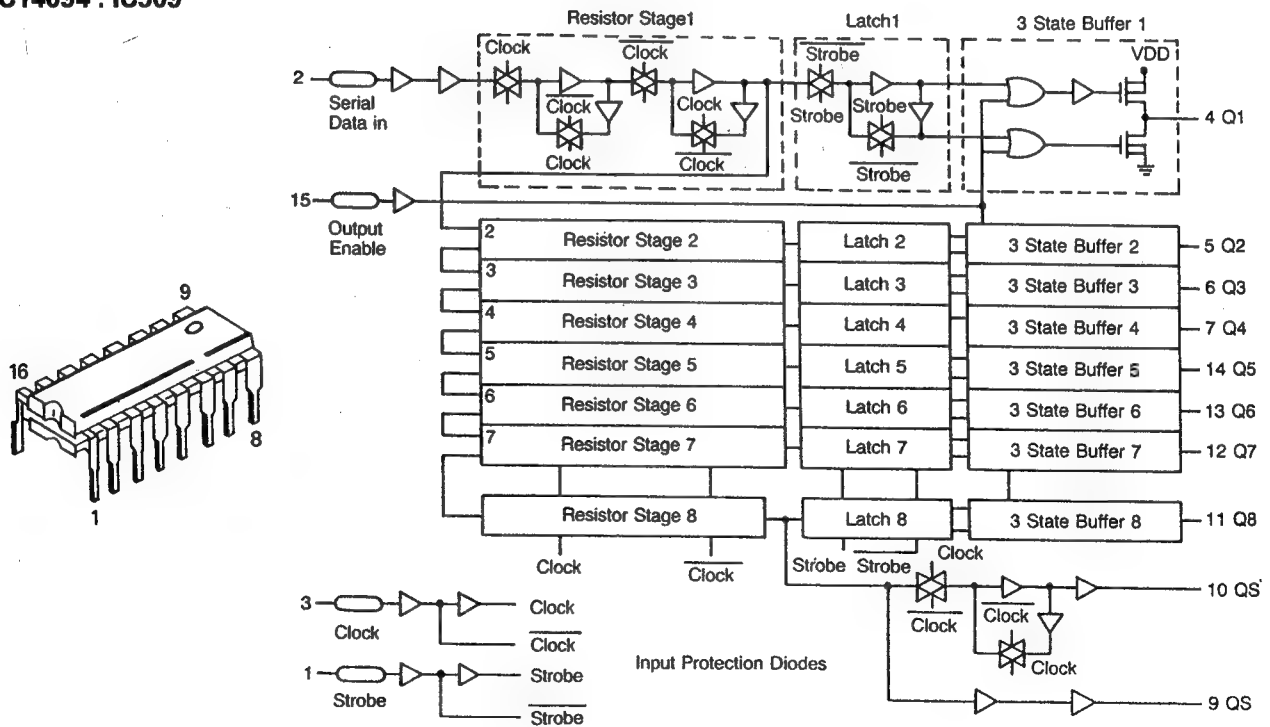 Resistor Stage1
Latch1
3 State Buffer 1
Clock
Clock
Strobe
VDD
2
Serial
Data in
Clock
Clock
Strobe
Strobe
4 Q1
Clock
Clock
Strobe
15
Output
Enable
2
Resistor Stage 2
Latch 2
3 State Buffer 2
5 Q2
3
Resistor Stage 3
Latch 3
3 State Buffer 3
6 Q3
4
Resistor Stage 4
Latch 4
3 State Buffer 4
7 Q4
5
Resistor Stage 5
Latch 5
3 State Buffer 5
14 Q5
6
Resistor Stage 6
Latch 6
3 State Buffer 6
13 Q6
7
Resistor Stage 7
Latch 7
3 State Buffer 7
12 Q7
Resistor Stage 8
Latch 8
3 State Buffer 8
11 Q8
Clock
Clock
Strobe
Strobe
Clock
10 QS'
Clock
Clock
Clock
9 QS
3
Clock
Clock
Clock
1
Strobe
Strobe
Strobe
Input Protection Diodes
9
16
8
1